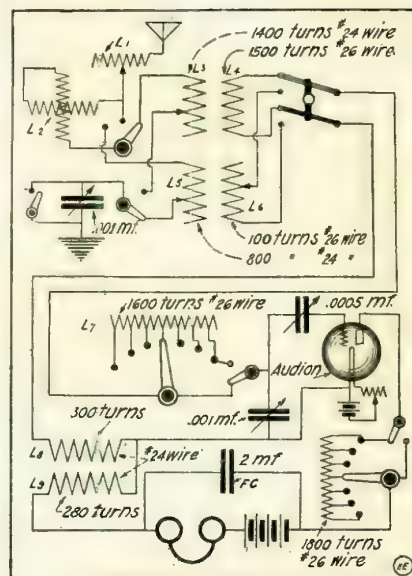 1400 turns #24 wire
1500 turns #26 wire
L1
L3
L4
L2
L5
L6
.001 mf.
100 turns #26 wire
800 " #24 "
1600 turns #26 wire
L7
.0005 mf.
Audion
.001 mf.
300 turns
L8
#24 wire
L9
280 turns
2 mf
FC
1800 turns
#26 wire